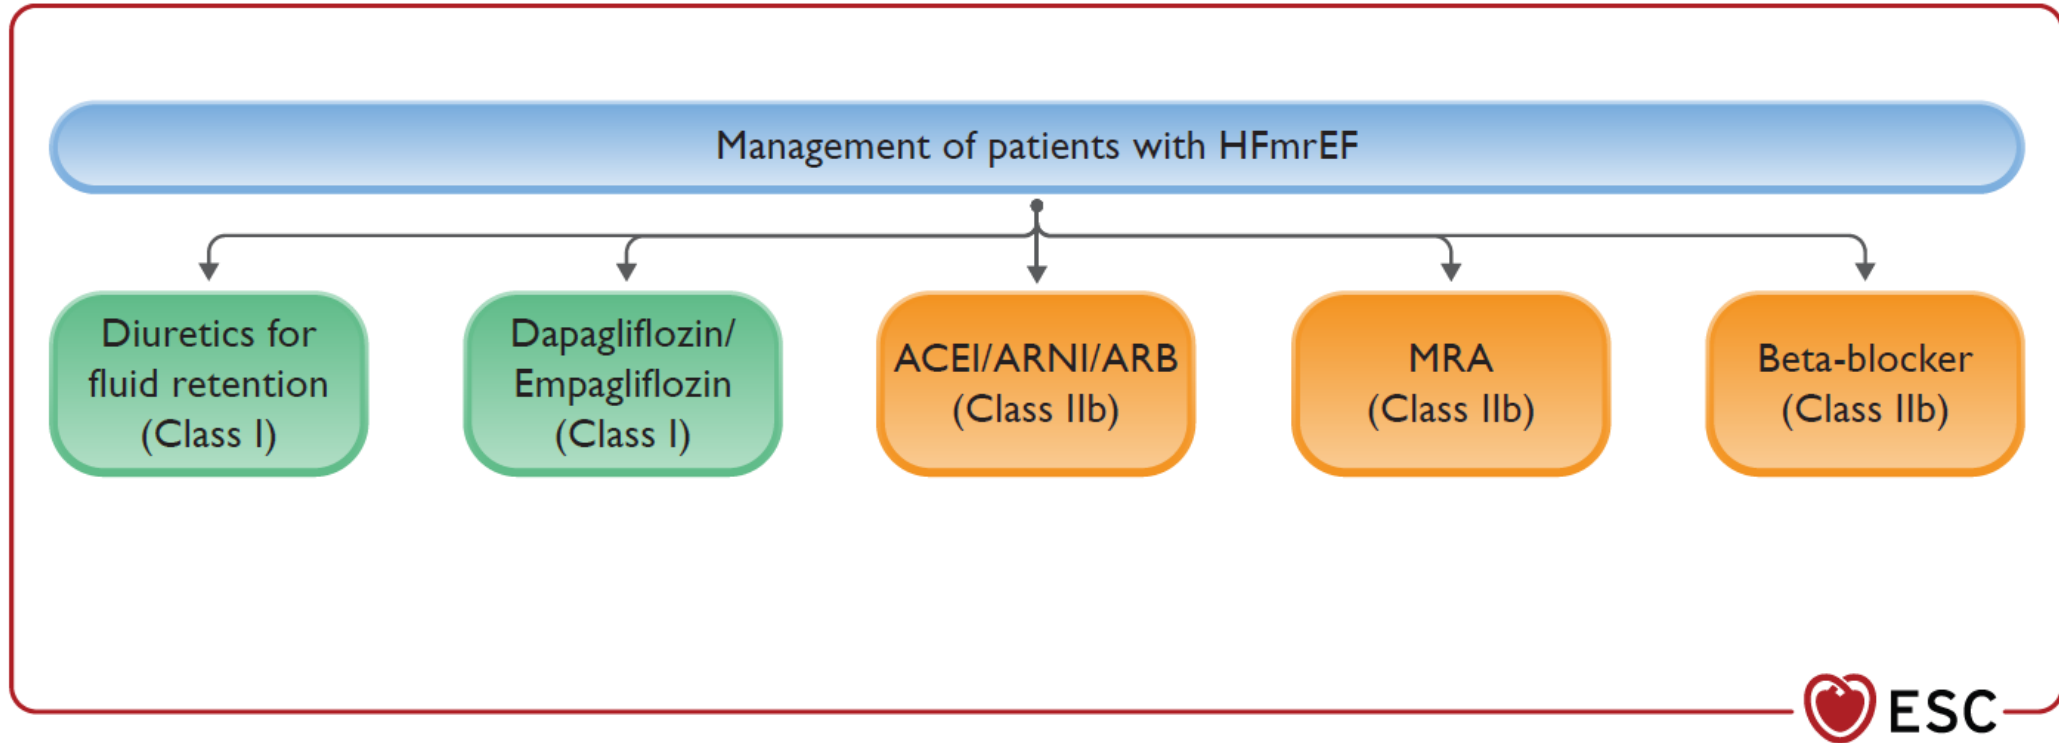 Management of patients with HFmrEF
Diuretics for
fluid retention
(Class I)
Dapagliflozin/
Empagliflozin
(Class I)
ACEI/ARNI/ARB
(Class IIb)
MRA
(Class IIb)
Beta-blocker
(Class IIb)
ESC